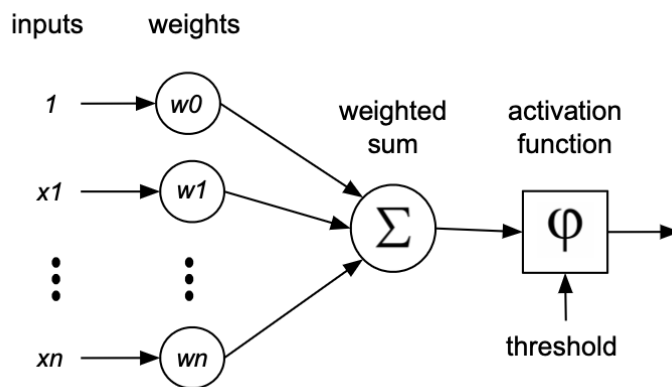 inputs
weights
1
w0
weighted
sum
activation
function
x1
w1
Σ
φ
threshold
xn
wn